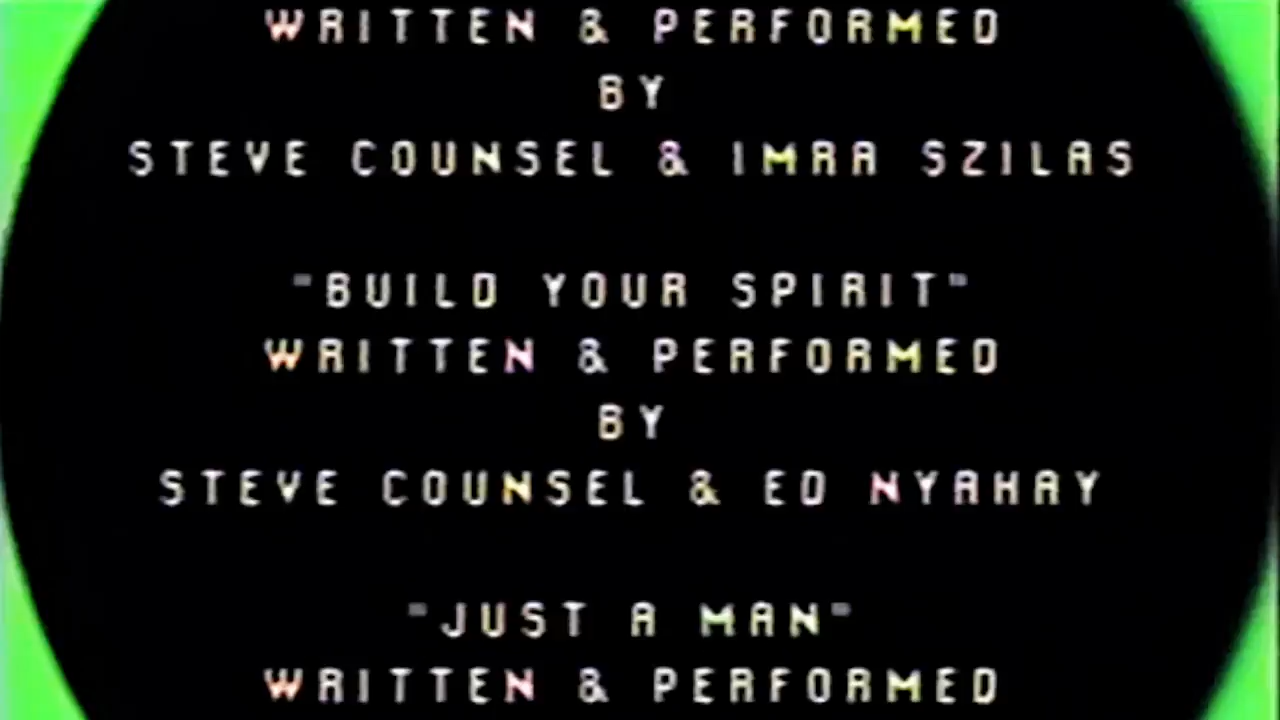 WRITTEN & PERFORMED
BY
STEVE COUNSEL & IMRA SZILAS
"BUILD YOUR SPIRIT"
WRITTEN & PERFORMED
BY
STEVE COUNSEL & ED NYAHAY
"JUST A MAN"
WRITTEN & PERFORMED